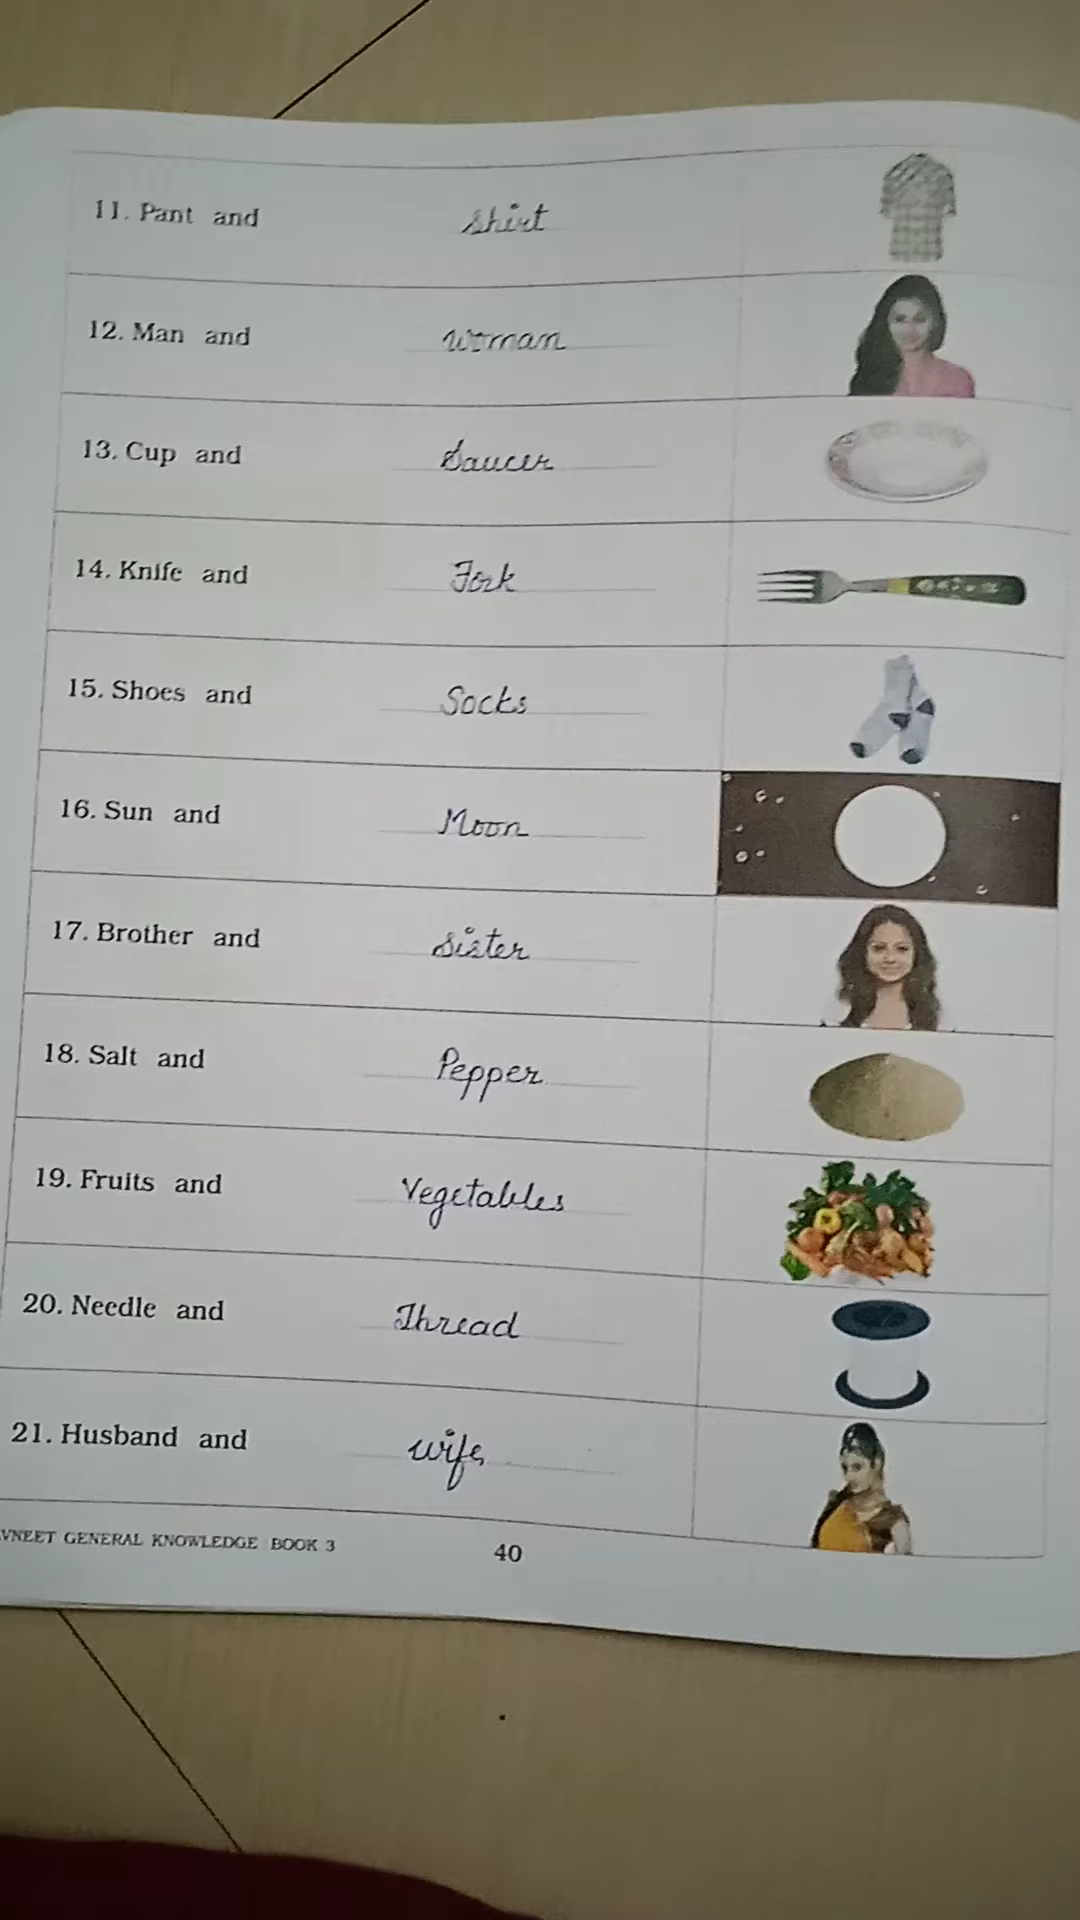 11. Pant and shirt
12. Man and woman
13. Cup and Saucer
14. Knife and Fork
15. Shoes and Socks
16. Sun and Moon
17. Brother and Sister
18. Salt and Pepper
19. Fruits and Vegetables
20. Needle and Thread
21. Husband and wife
VNEET GENERAL KNOWLEDGE BOOK 3 40